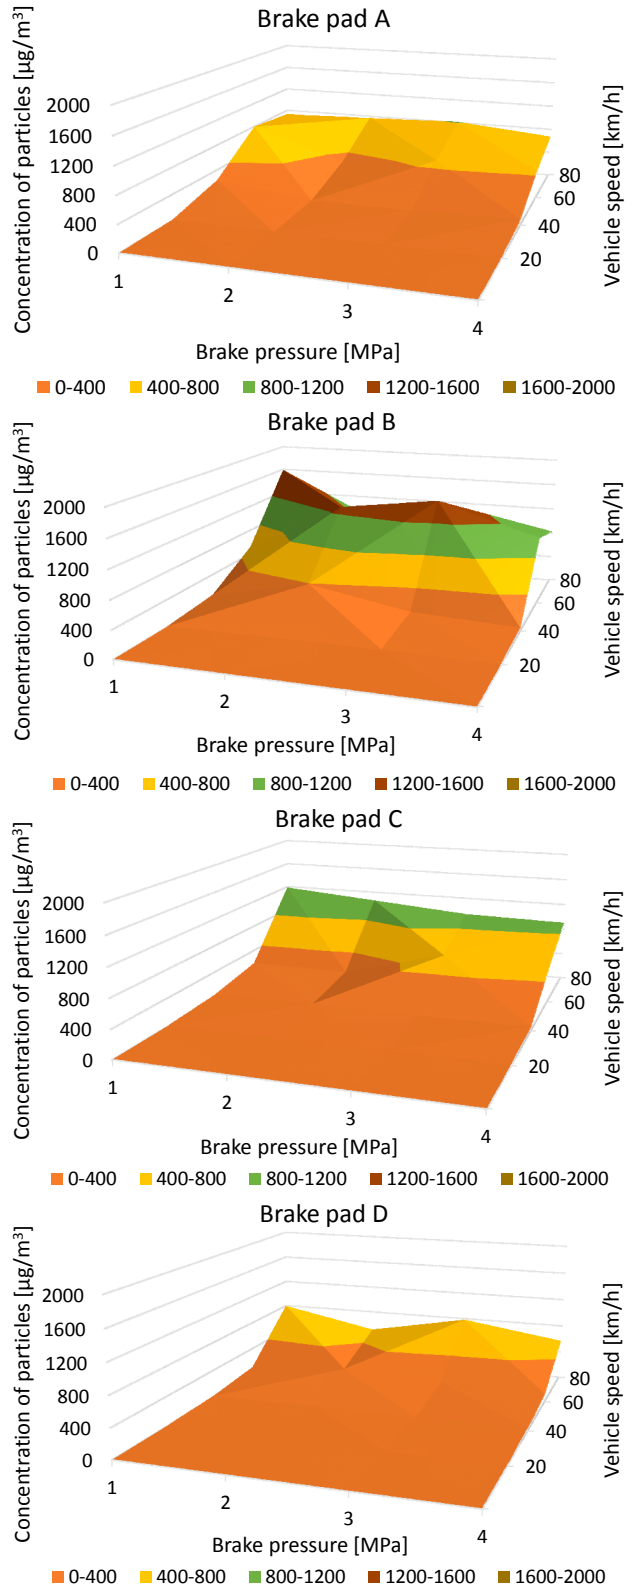 Brake pad A
Concentration of particles [µg/m³]
2000
1600
1200
800
400
0
1
2
3
4
Brake pressure [MPa]
20
40
60
80
Vehicle speed [km/h]
0-400 400-800 800-1200 1200-1600 1600-2000
Brake pad B
Concentration of particles [µg/m³]
2000
1600
1200
800
400
0
1
2
3
4
Brake pressure [MPa]
20
40
60
80
Vehicle speed [km/h]
0-400 400-800 800-1200 1200-1600 1600-2000
Brake pad C
Concentration of particles [µg/m³]
2000
1600
1200
800
400
0
1
2
3
4
Brake pressure [MPa]
20
40
60
80
Vehicle speed [km/h]
0-400 400-800 800-1200 1200-1600 1600-2000
Brake pad D
Concentration of particles [µg/m³]
2000
1600
1200
800
400
0
1
2
3
4
Brake pressure [MPa]
20
40
60
80
Vehicle speed [km/h]
0-400 400-800 800-1200 1200-1600 1600-2000